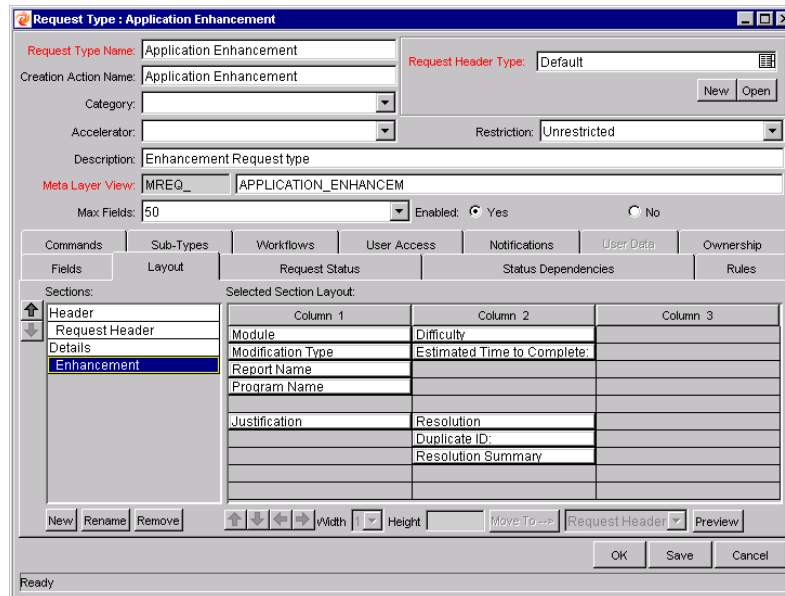 Request Type : Application Enhancement
Request Type Name: Application Enhancement
Request Header Type: Default
Creation Action Name: Application Enhancement
New Open
Category:
Accelerator:
Restriction: Unrestricted
Description: Enhancement Request type
Meta Layer View: MREQ_ APPLICATION_ENHANCEM
Max Fields: 50 Enabled: Yes No
Commands Sub-Types Workflows User Access Notifications User Data Ownership
Fields Layout Request Status Status Dependencies Rules
Sections: Selected Section Layout:
Header Column 1 Column 2 Column 3
Request Header Module Difficulty
Details Modification Type Estimated Time to Complete:
Enhancement Report Name
Program Name
Justification Resolution
Duplicate ID:
Resolution Summary
New Rename Remove Width 1 Height Move To --> Request Header Preview
OK Save Cancel
Ready